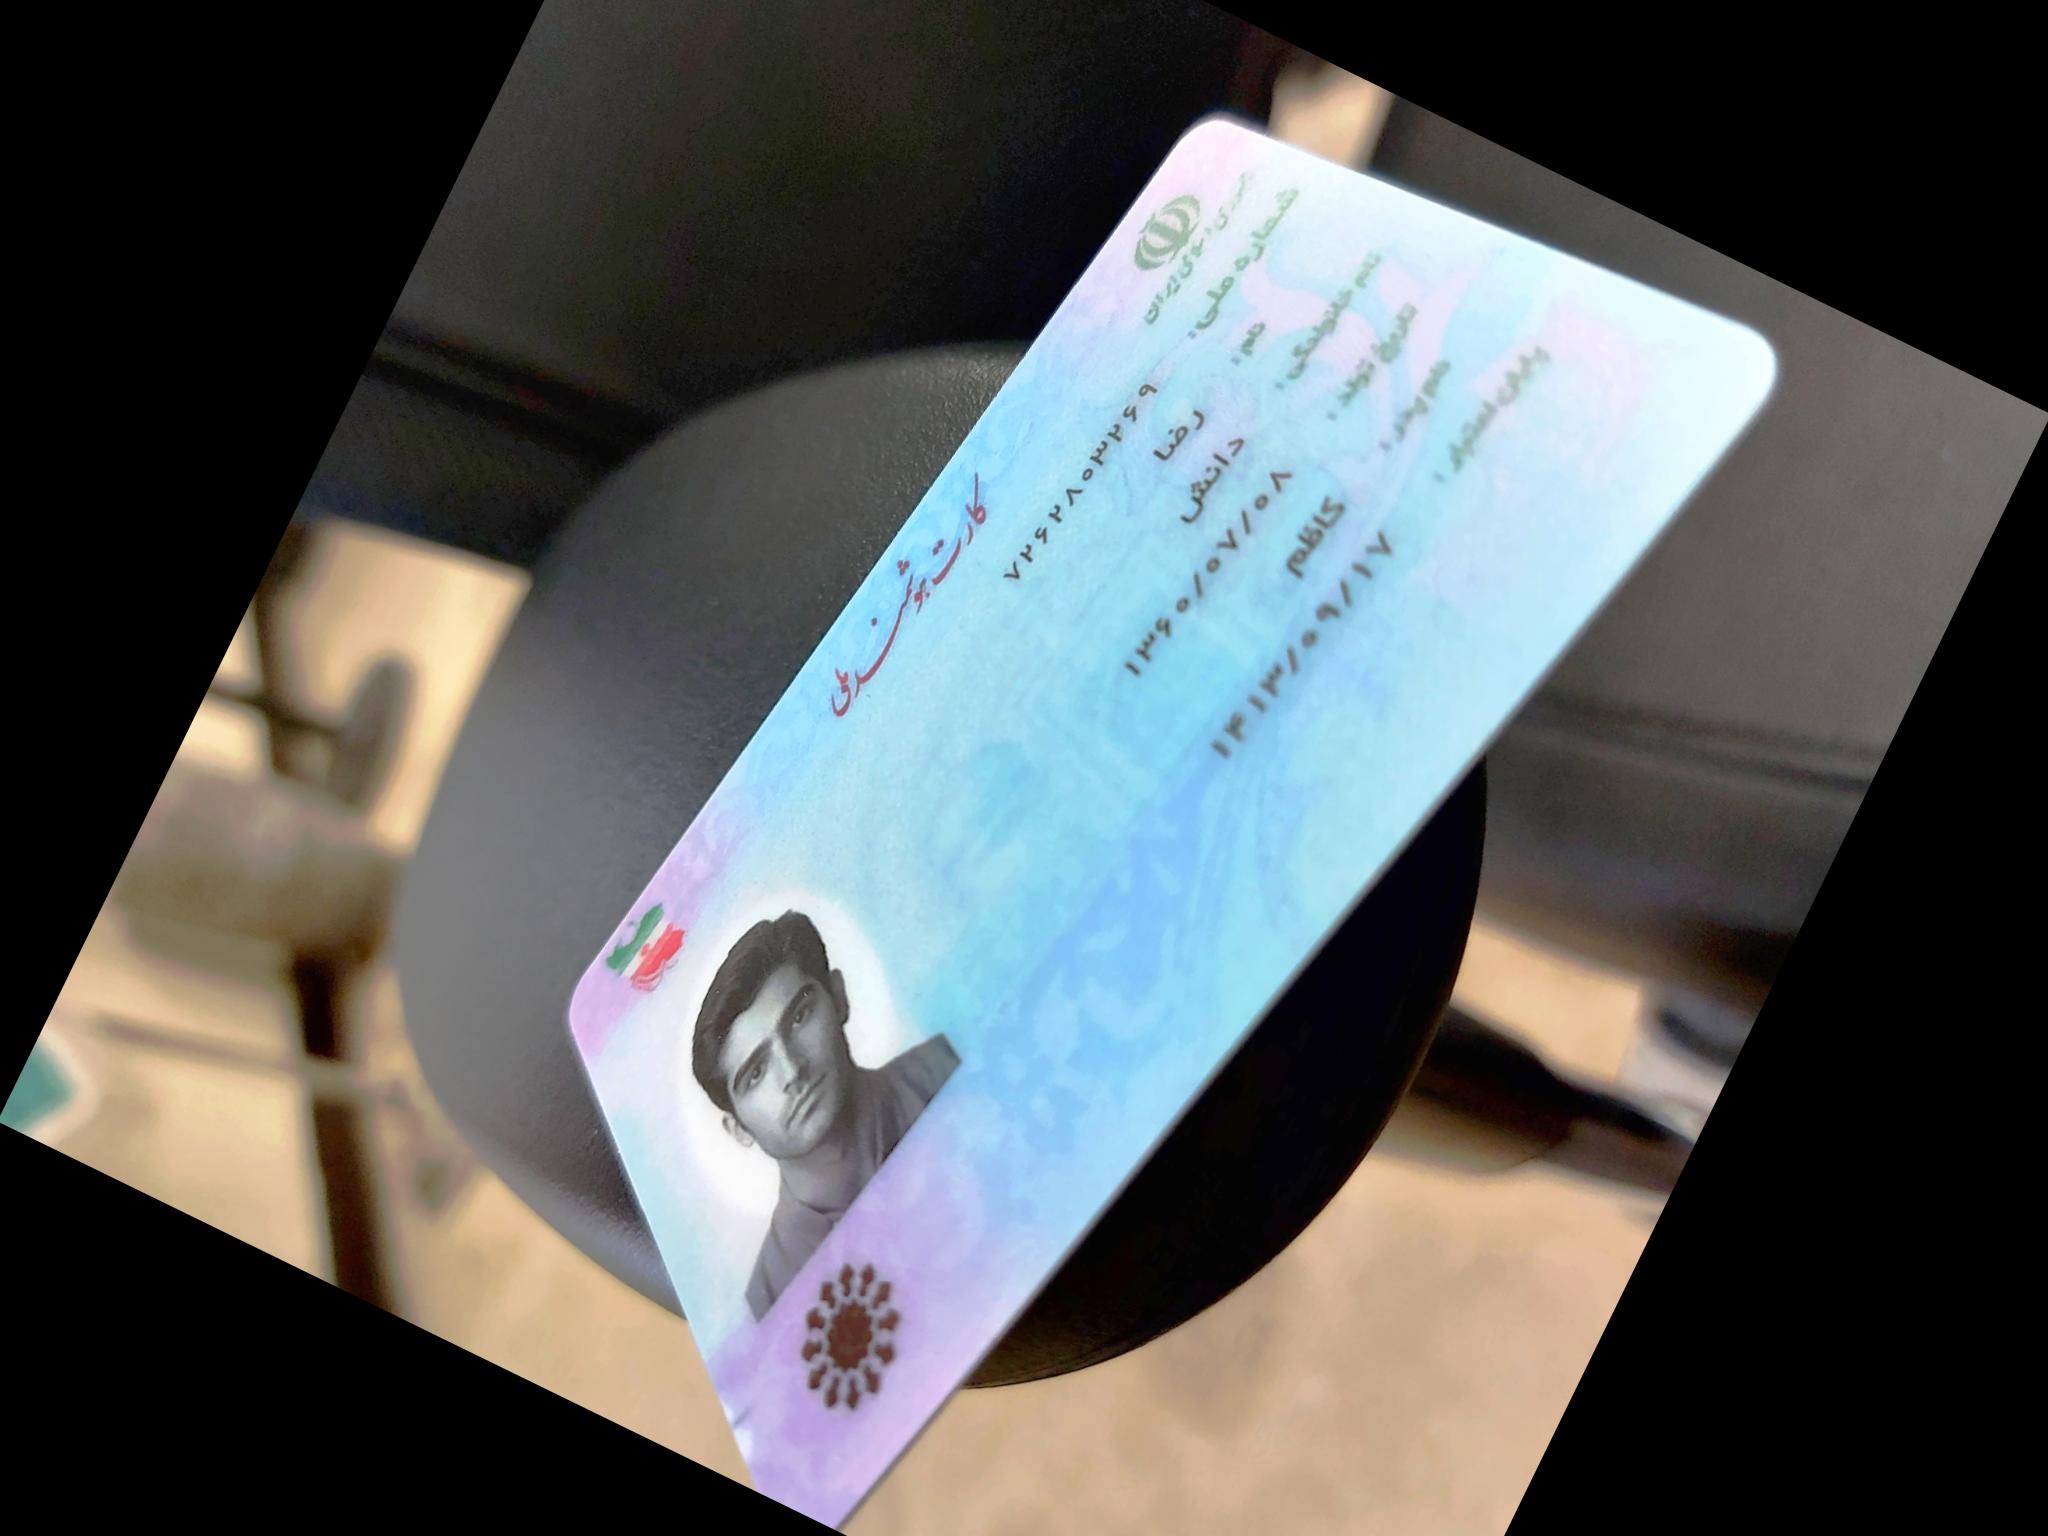 جمهوری اسلامی ایران
کارت هوشمند ملی
شماره ملی: ۷۲۶۲۸۰۳۲۶۹
نام: رضا
نام خانوادگی: دانش
تاریخ تولد: ۱۳۶۰/۰۷/۰۸
نام پدر: کاظم
پایان اعتبار: ۱۴۱۳/۰۹/۱۷